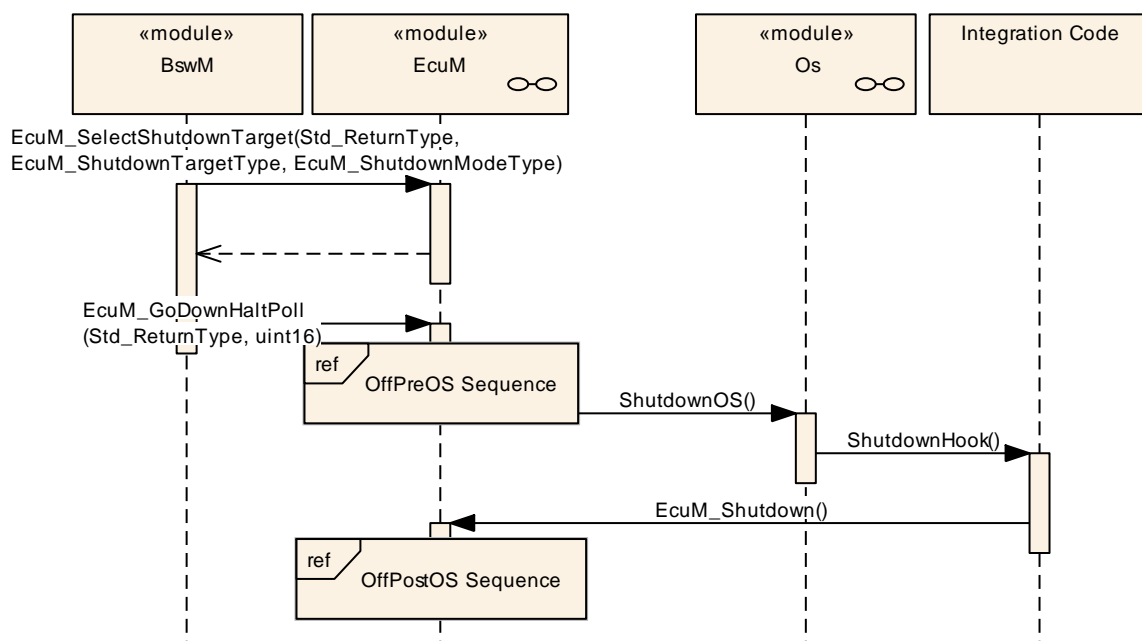 «module»
BswM
«module»
EcuM
«module»
Os
Integration Code
EcuM_SelectShutdownTarget(Std_ReturnType,
EcuM_ShutdownTargetType, EcuM_ShutdownModeType)
EcuM_GoDownHaltPoll
(Std_ReturnType, uint16)
ref
OffPreOS Sequence
ShutdownOS()
ShutdownHook()
EcuM_Shutdown()
ref
OffPostOS Sequence